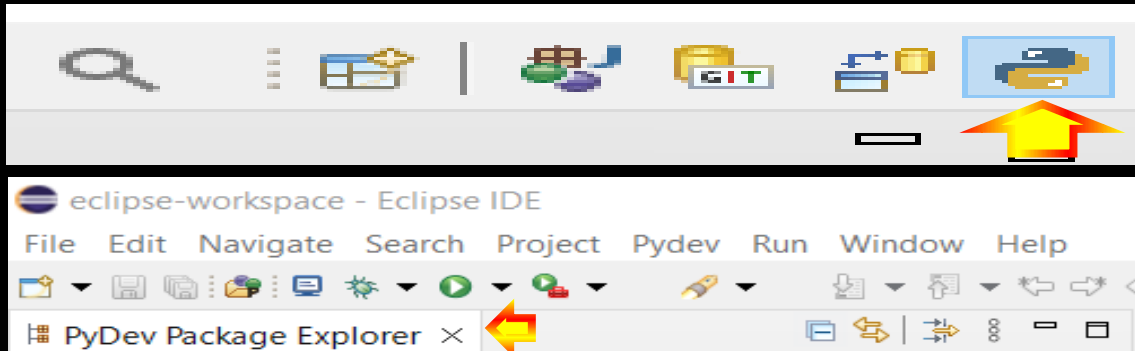 GIT
eclipse-workspace - Eclipse IDE
File Edit Navigate Search Project Pydev Run Window Help
PyDev Package Explorer